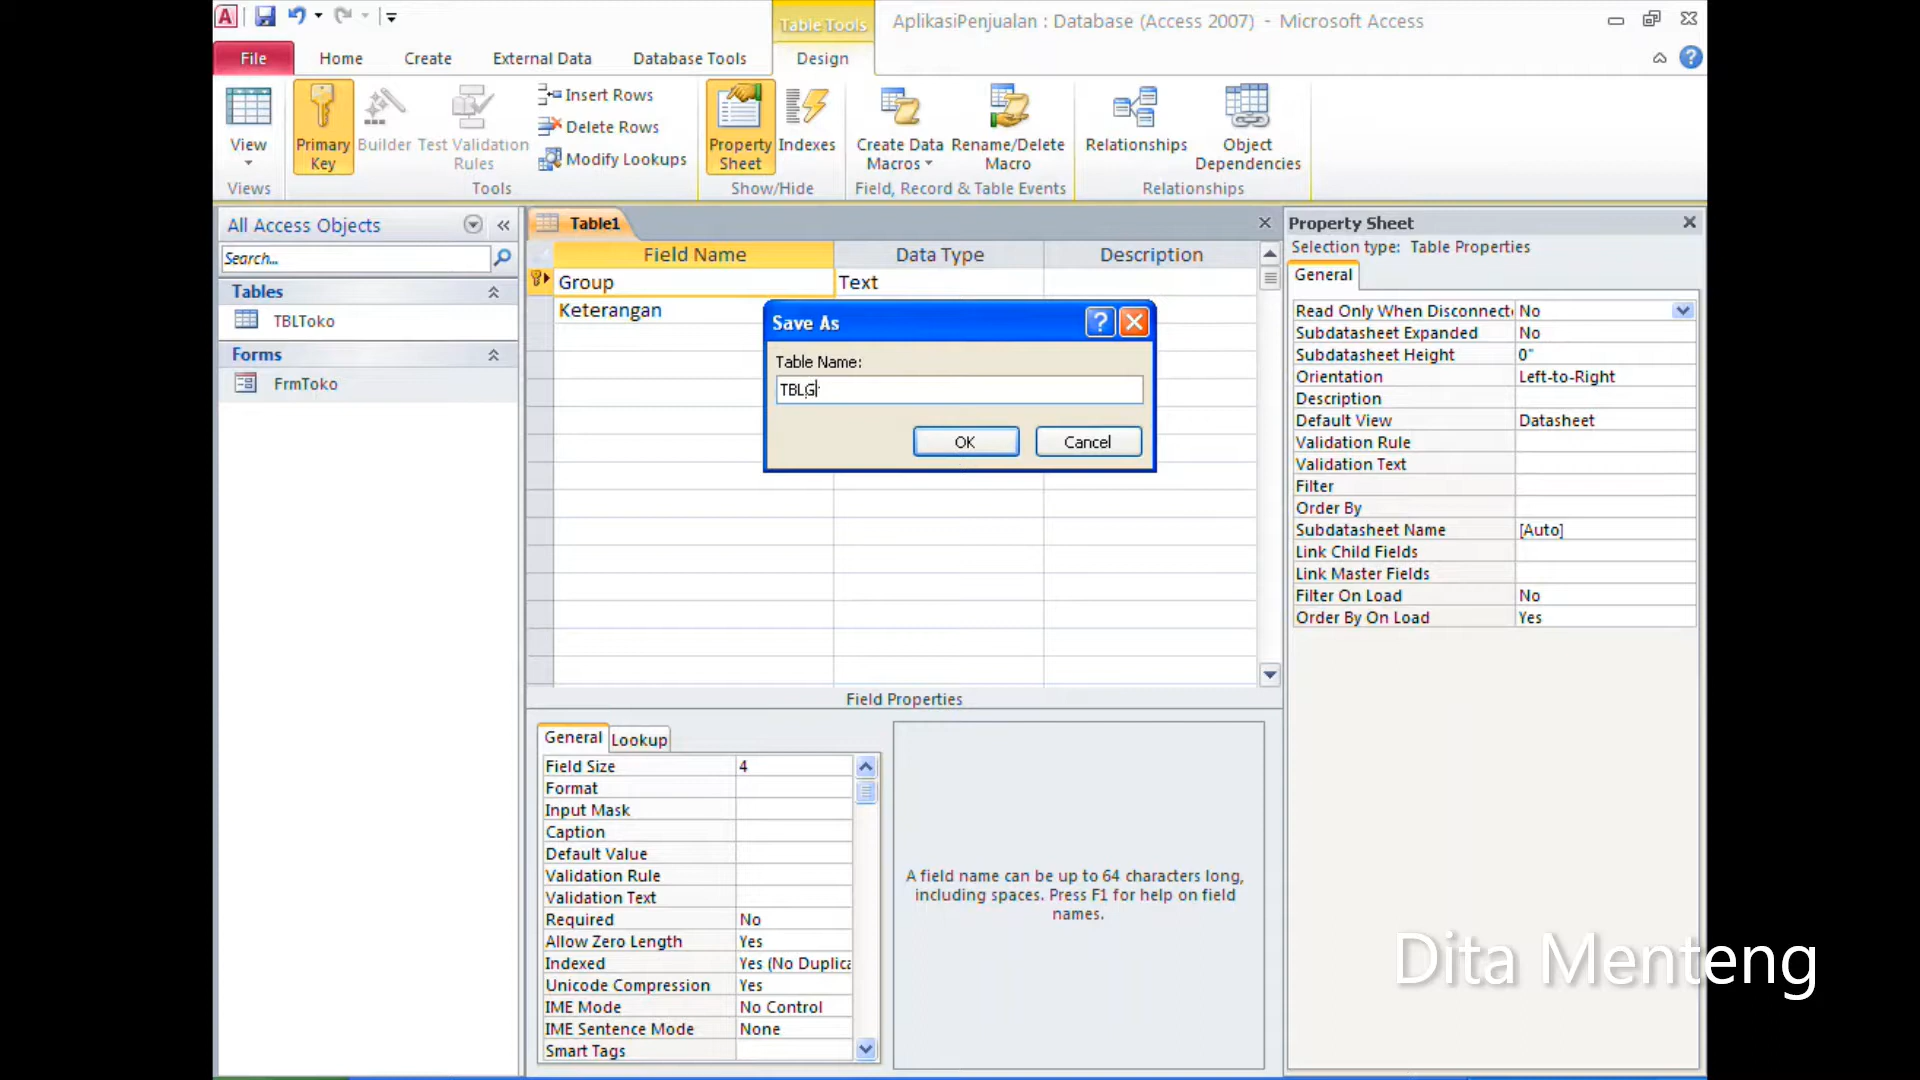 Table Tools
AplikasiPenjualan : Database (Access 2007) - Microsoft Access
File
Home
Create
External Data
Database Tools
Design
View
Primary Key
Builder
Test Validation Rules
Insert Rows
Delete Rows
Modify Lookups
Property Sheet
Indexes
Create Data Macros
Rename/Delete Macro
Relationships
Object Dependencies
Views
Tools
Show/Hide
Field, Record & Table Events
Relationships
All Access Objects
Search...
Tables
TBLToko
Forms
FrmToko
Table1
Field Name
Data Type
Description
Group
Text
Keterangan
Save As
Table Name:
TBLG
OK
Cancel
Field Properties
General
Lookup
Field Size 4
Format
Input Mask
Caption
Default Value
Validation Rule
Validation Text
Required No
Allow Zero Length Yes
Indexed Yes (No Duplica
Unicode Compression Yes
IME Mode No Control
IME Sentence Mode None
Smart Tags
A field name can be up to 64 characters long,
including spaces. Press F1 for help on field
names.
Property Sheet
Selection type: Table Properties
General
Read Only When Disconnect No
Subdatasheet Expanded No
Subdatasheet Height 0"
Orientation Left-to-Right
Description
Default View Datasheet
Validation Rule
Validation Text
Filter
Order By
Subdatasheet Name [Auto]
Link Child Fields
Link Master Fields
Filter On Load No
Order By On Load Yes
Dita Menteng